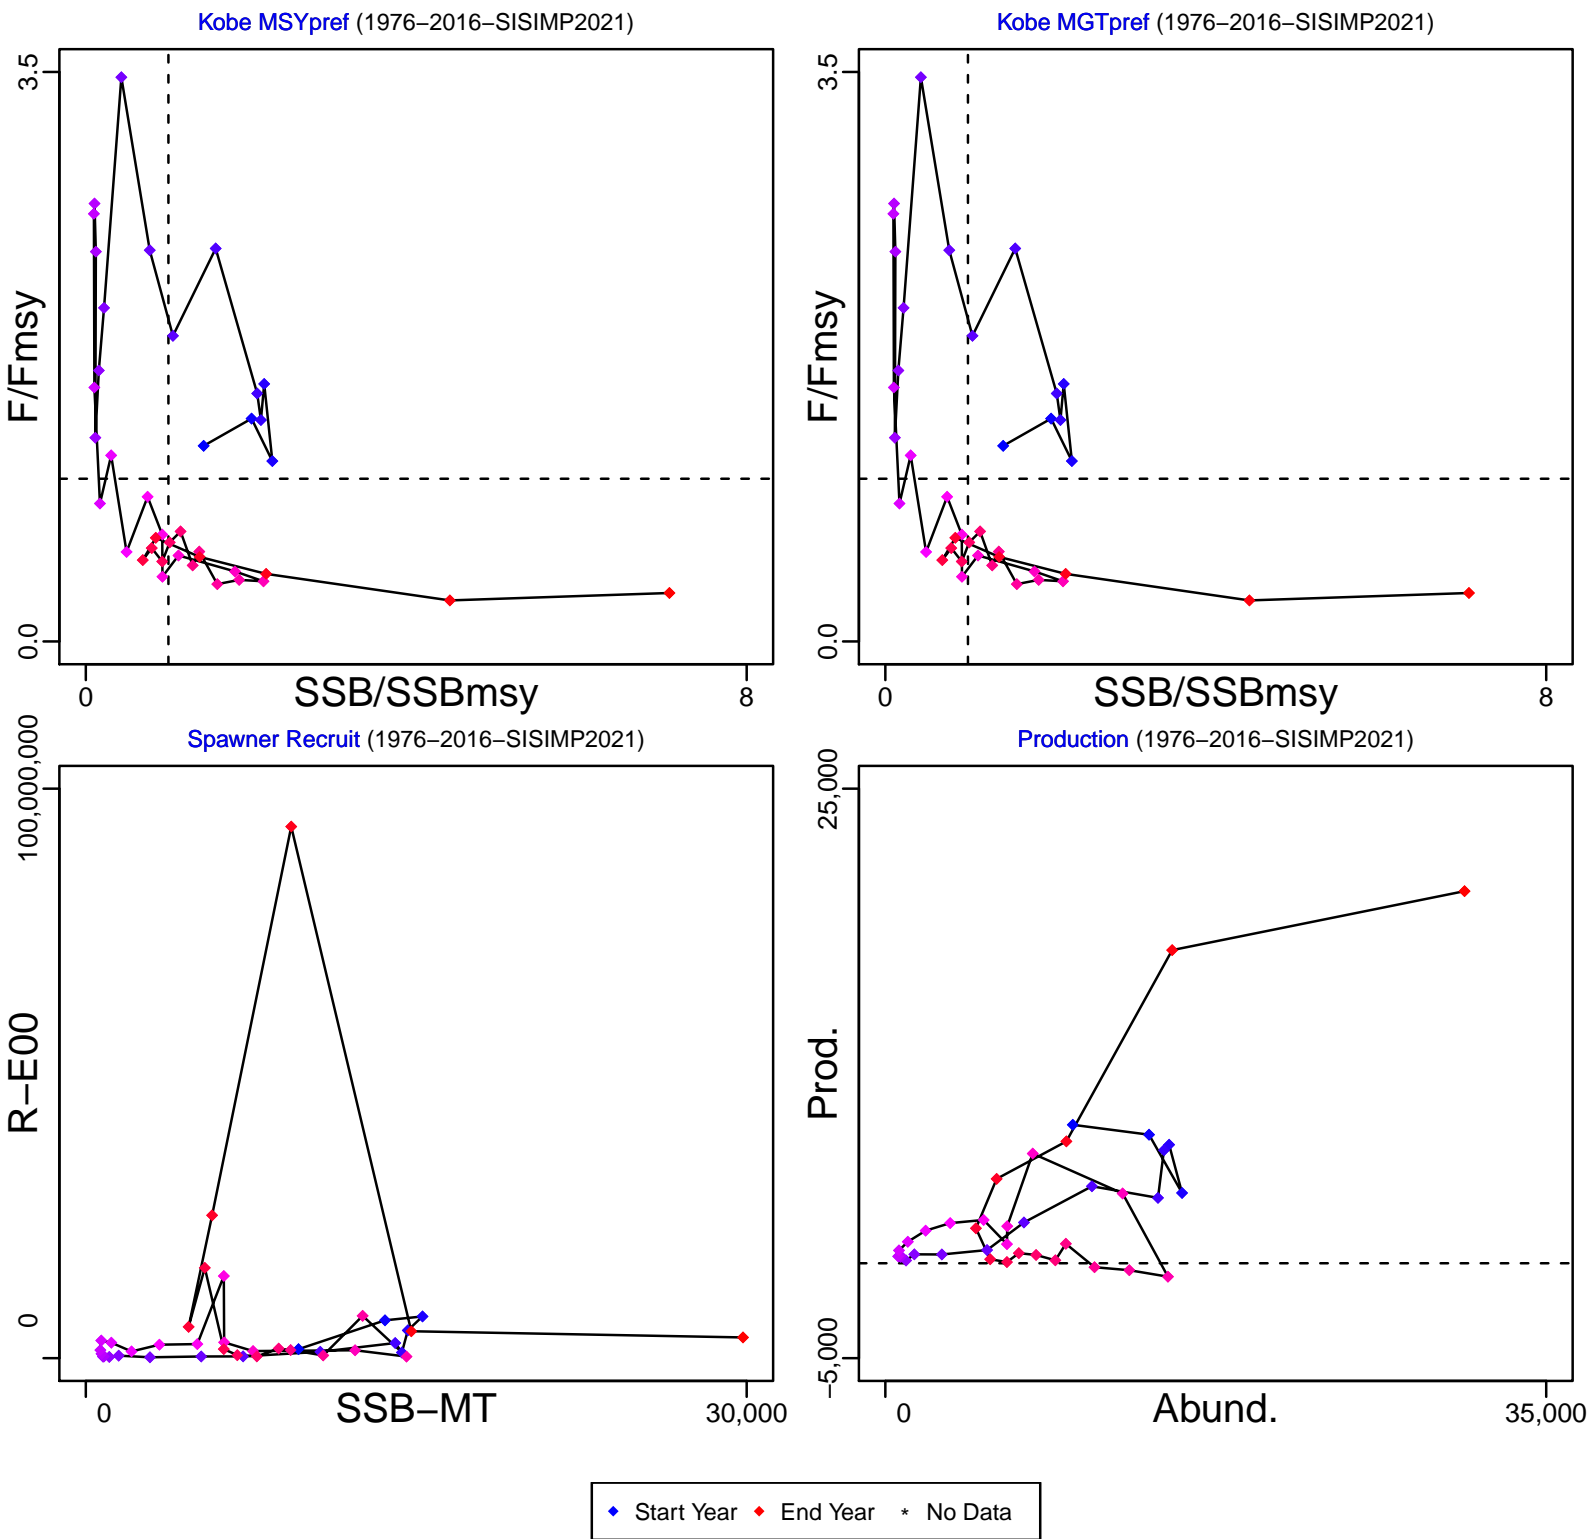 Kobe MSYpref (1976−2016−SISIMP2021)
3.5
F/Fmsy
0.0
0
SSB/SSBmsy
8
Kobe MGTpref (1976−2016−SISIMP2021)
3.5
F/Fmsy
0.0
0
SSB/SSBmsy
8
Spawner Recruit (1976−2016−SISIMP2021)
100,000,000
R−E00
0
0
SSB−MT
30,000
Production (1976−2016−SISIMP2021)
25,000
Prod.
−5,000
0
Abund.
35,000
Start Year End Year * No Data